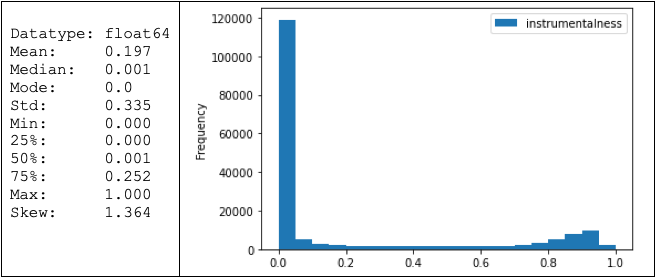 Datatype: float64
Mean: 0.197
Median: 0.001
Mode: 0.0
Std: 0.335
Min: 0.000
25%: 0.000
50%: 0.001
75%: 0.252
Max: 1.000
Skew: 1.364
instrumentalness
Frequency
120000
100000
80000
60000
40000
20000
0
0.0 0.2 0.4 0.6 0.8 1.0